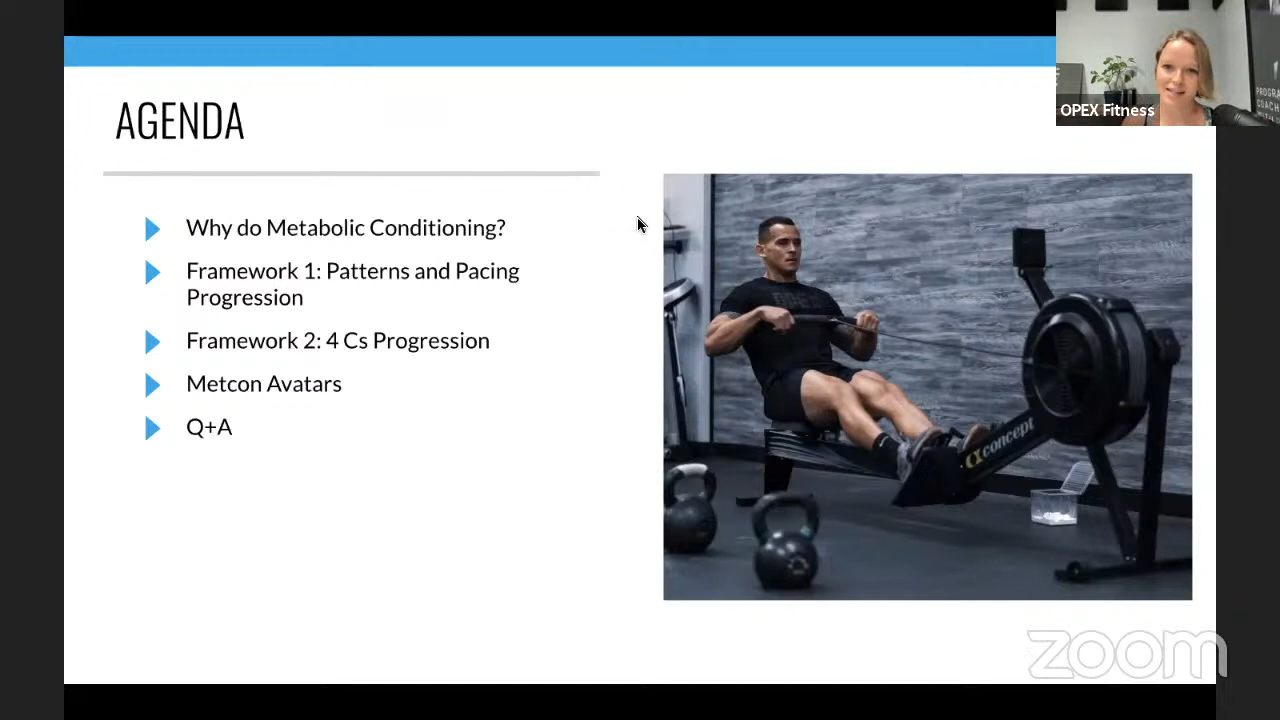 AGENDA
OPEX Fitness
Why do Metabolic Conditioning?
Framework 1: Patterns and Pacing
Progression
Framework 2: 4 Cs Progression
Metcon Avatars
Q+A
concept
zoom